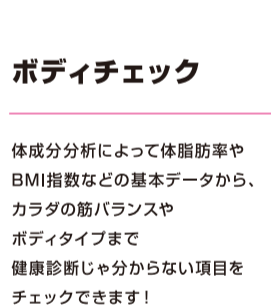 ボディチェック
体成分分析によって体脂肪率や
BMI指数などの基本データから、
カラダの筋バランスや
ボディタイプまで
健康診断じゃ分からない項目を
チェックできます!